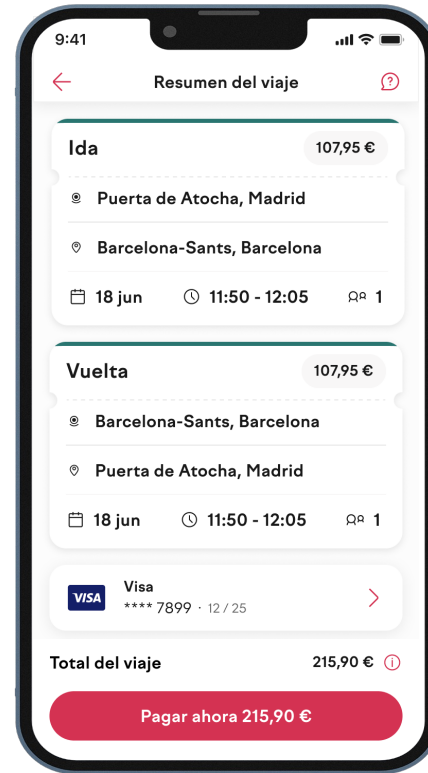 9:41
Resumen del viaje
Ida 107,95 €
Puerta de Atocha, Madrid
Barcelona-Sants, Barcelona
18 jun 11:50 - 12:05 1
Vuelta 107,95 €
Barcelona-Sants, Barcelona
Puerta de Atocha, Madrid
18 jun 11:50 - 12:05 1
Visa
VISA **** 7899 · 12 / 25
Total del viaje 215,90 €
Pagar ahora 215,90 €